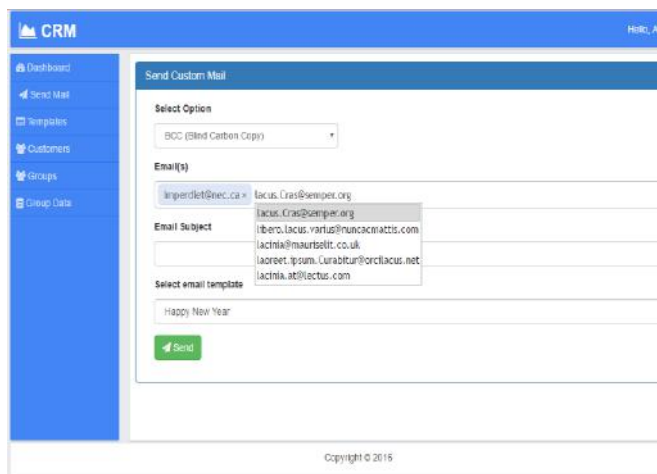 CRM
Hello, A
Dashboard
Send Mail
Templates
Customers
Groups
Group Data
Send Custom Mail
Select Option
BCC (Blind Carbon Copy)
Email(s)
imperdiet@nec.ca × lacus.Cras@semper.org
lacus.Cras@semper.org
libero.lacus.varius@nuncacmattis.com
lacinia@mauriselit.co.uk
laoreet.ipsum.Curabitur@orcilacus.net
lacinia.at@lectus.com
Email Subject
Select email template
Happy New Year
Send
Copyright © 2016